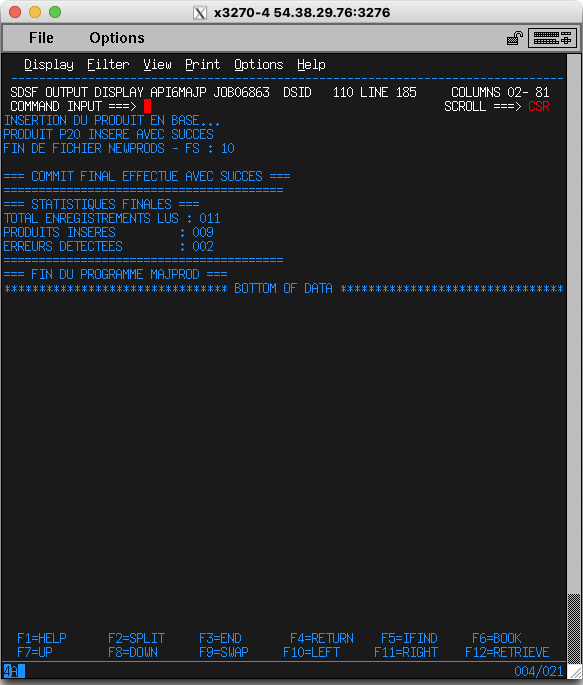 x3270-4 54.38.29.76:3276
File Options
Display Filter View Print Options Help
SDSF OUTPUT DISPLAY API6MAJP JOB06863 DSID 110 LINE 185 COLUMNS 02- 81
COMMAND INPUT ===> SCROLL ===> CSR
INSERTION DU PRODUIT EN BASE...
PRODUIT P20 INSERE AVEC SUCCES
FIN DE FICHIER NEWPRODS - FS : 10
=== COMMIT FINAL EFFECTUE AVEC SUCCES ===
========================================
=== STATISTIQUES FINALES ===
TOTAL ENREGISTREMENTS LUS : 011
PRODUITS INSERES : 009
ERREURS DETECTEES : 002
========================================
=== FIN DU PROGRAMME MAJPROD ===
******************************** BOTTOM OF DATA ********************************
F1=HELP F2=SPLIT F3=END F4=RETURN F5=IFIND F6=BOOK
F7=UP F8=DOWN F9=SWAP F10=LEFT F11=RIGHT F12=RETRIEVE
4A 004/021